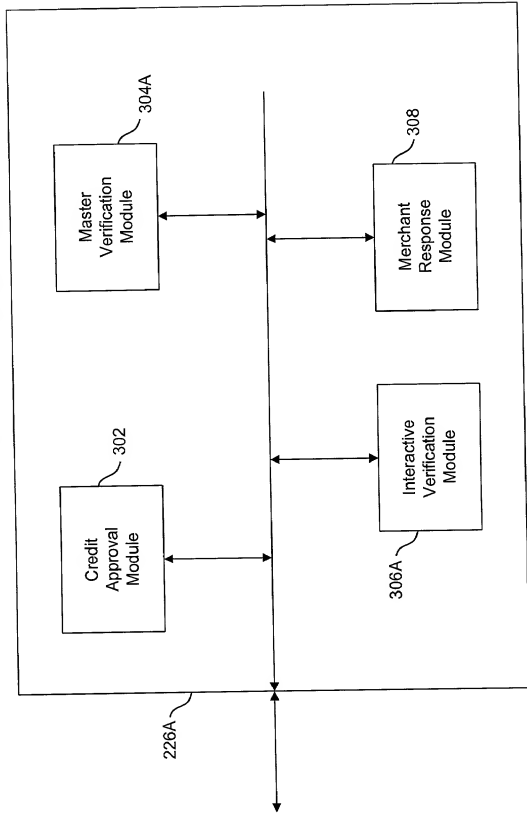 Credit
Approval
Module
302
Master
Verification
Module
304A
226A
Interactive
Verification
Module
306A
Merchant
Response
Module
308